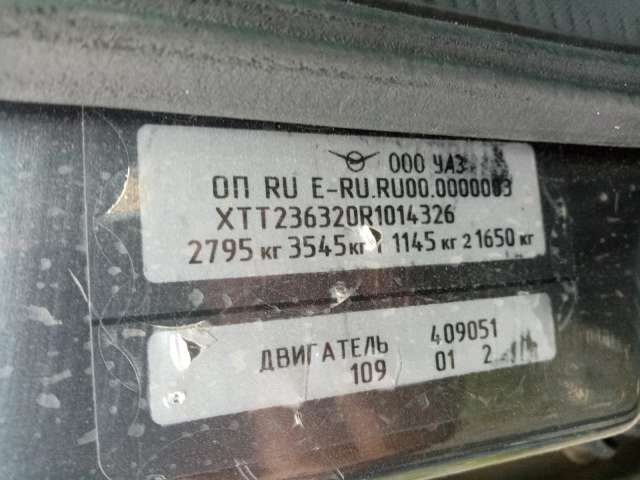 ООО УАЗ
ОП RU E-RU.RU00.0000003
XTT236320R1014326
2795 кг 3545 кг 1 1145 кг 2 1650 кг
ДВИГАТЕЛЬ 409051
109 01 2